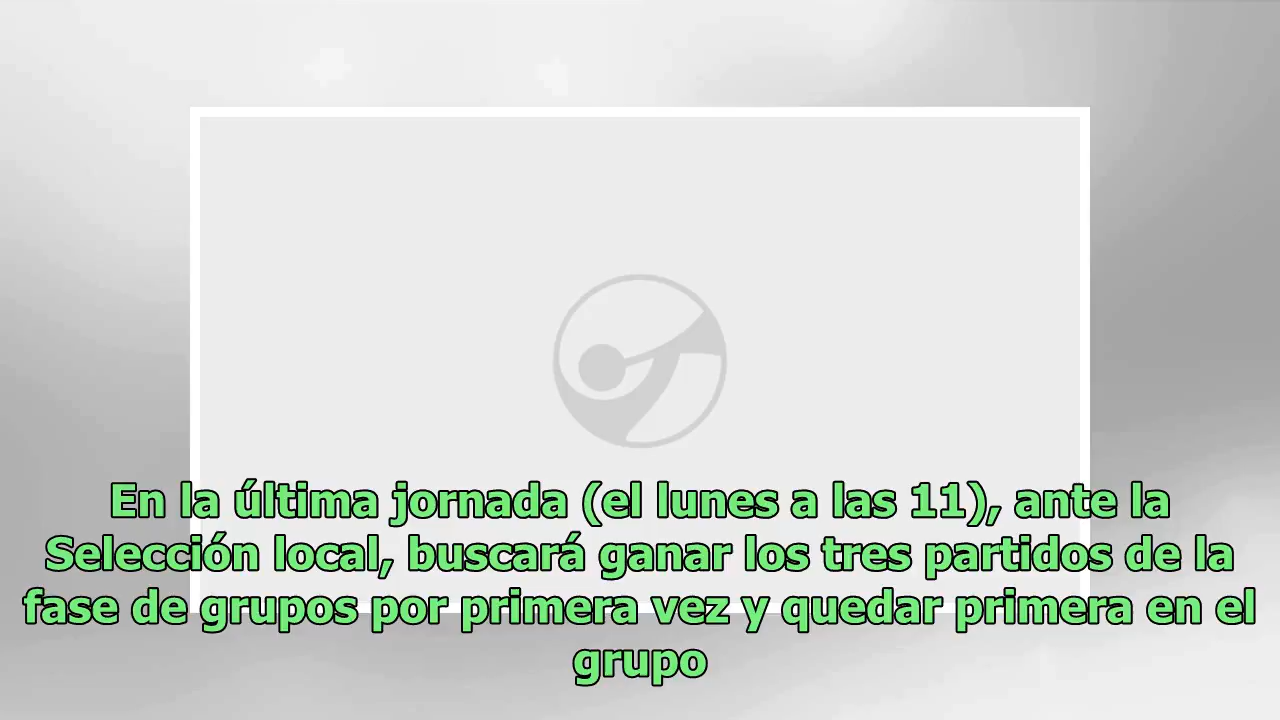 En la última jornada (el lunes a las 11), ante la
Selección local, buscará ganar los tres partidos de la
fase de grupos por primera vez y quedar primera en el
grupo